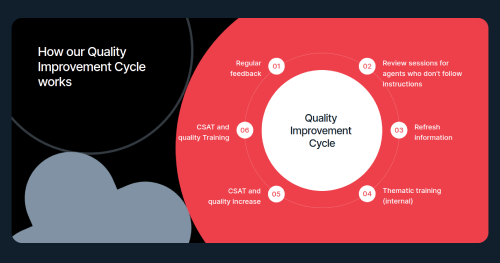 How our Quality
Improvement Cycle
works
Regular
feedback
01
02
Review sessions for
agents who don't follow
instructions
Quality
Improvement
Cycle
CSAT and
quality Training
06
03
Refresh
information
CSAT and
quality increase
05
04
Thematic training
(internal)